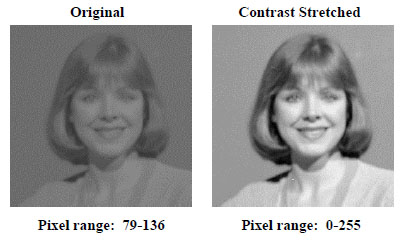 Original
Contrast Stretched
Pixel range: 79-136
Pixel range: 0-255